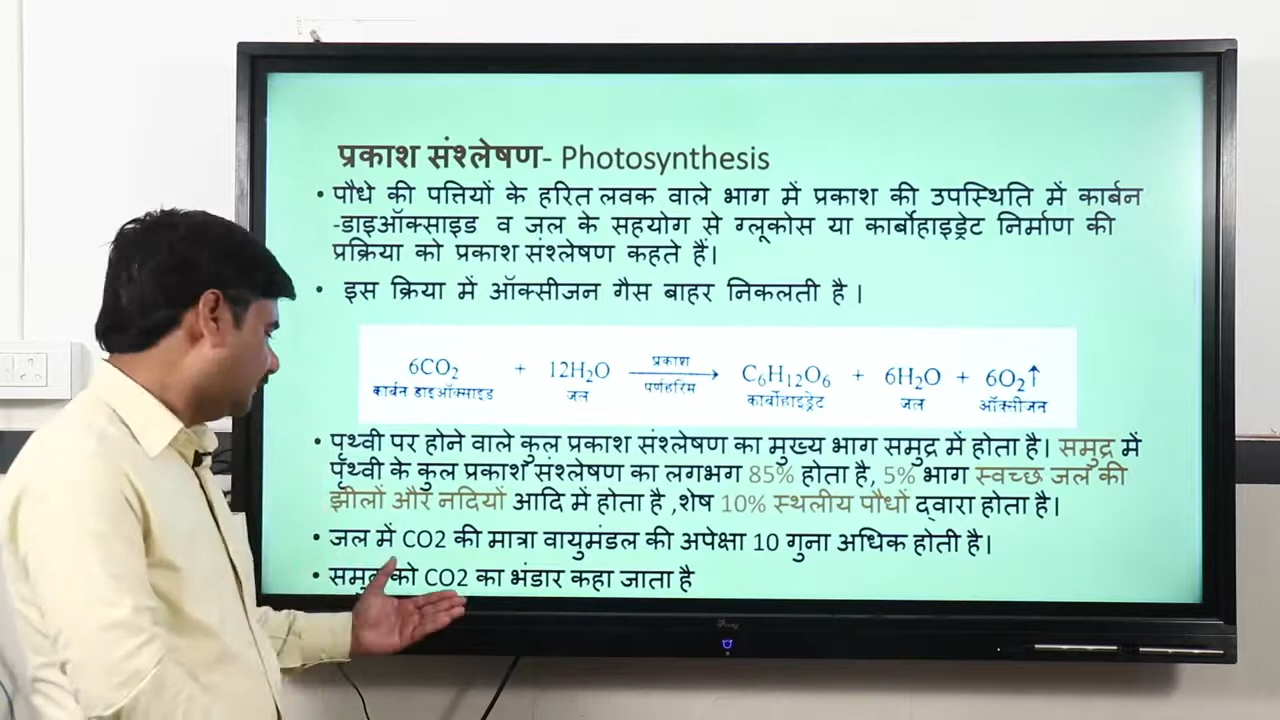 प्रकाश संश्लेषण- Photosynthesis
• पौधे की पत्तियों के हरित लवक वाले भाग में प्रकाश की उपस्थिति में कार्बन
-डाइऑक्साइड व जल के सहयोग से ग्लूकोस या कार्बोहाइड्रेट निर्माण की
प्रक्रिया को प्रकाश संश्लेषण कहते हैं।
• इस क्रिया में ऑक्सीजन गैस बाहर निकलती है ।
6CO₂ + 12H₂O प्रकाश → C₆H₁₂O₆ + 6H₂O + 6O₂↑
कार्बन डाइऑक्साइड जल पर्णहरिम कार्बोहाइड्रेट जल ऑक्सीजन
• पृथ्वी पर होने वाले कुल प्रकाश संश्लेषण का मुख्य भाग समुद्र में होता है। समुद्र में
पृथ्वी के कुल प्रकाश संश्लेषण का लगभग 85% होता है, 5% भाग स्वच्छ जल की
झीलों और नदियों आदि में होता है ,शेष 10% स्थलीय पौधों द्वारा होता है।
• जल में CO2 की मात्रा वायुमंडल की अपेक्षा 10 गुना अधिक होती है।
• को CO2 का भंडार कहा जाता है